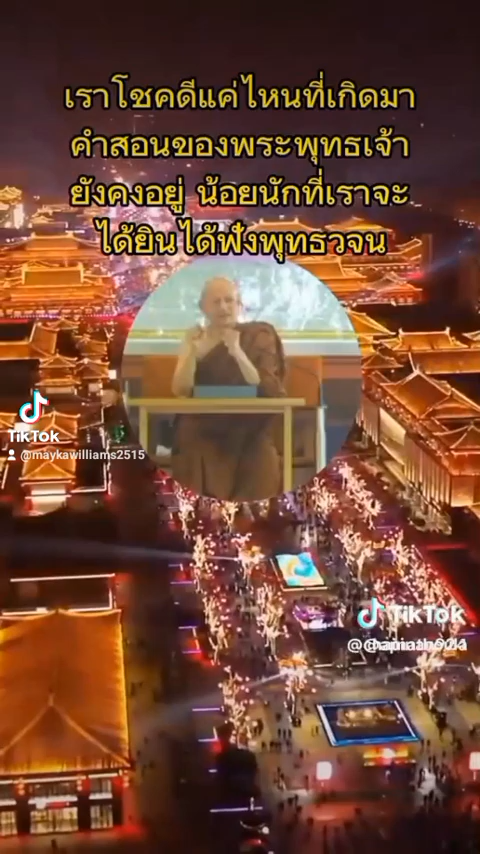 เราโชคดีแค่ไหนที่เกิดมา
คำสอนของพระพุทธเจ้า
ยังคงอยู่ น้อยนักที่เราจะ
ได้ยินได้ฟังพุทธวจน
TikTok
@maykawilliams2515
TikTok